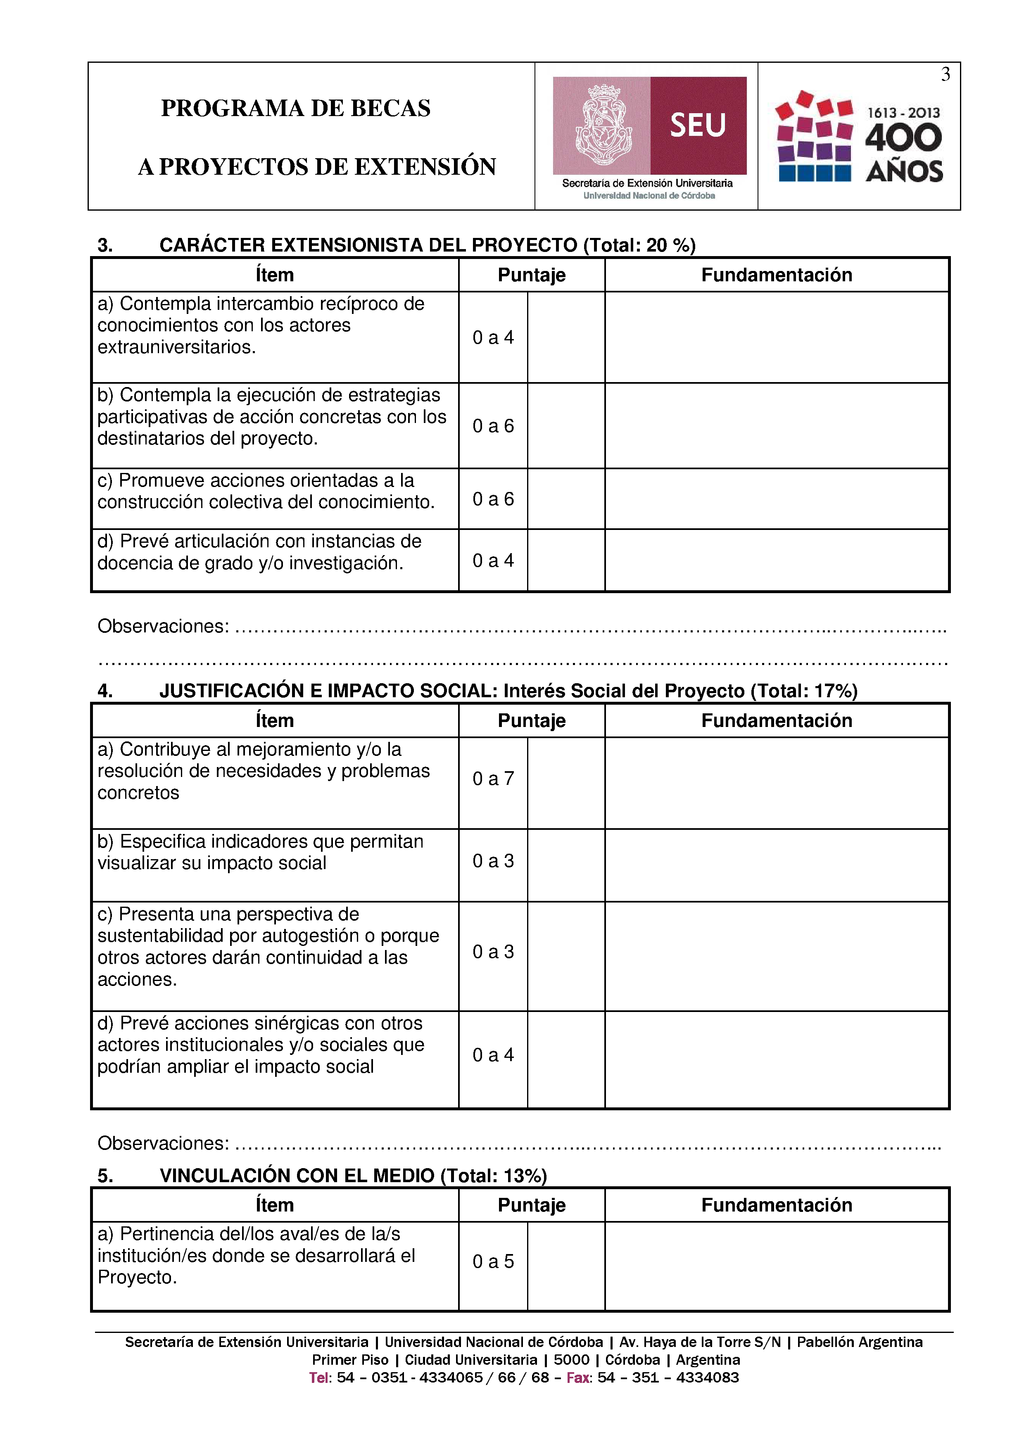 3
PROGRAMA DE BECAS
A PROYECTOS DE EXTENSIÓN
SEU
Secretaría de Extensión Universitaria
Universidad Nacional de Córdoba
1613 - 2013
400
AÑOS
3. CARÁCTER EXTENSIONISTA DEL PROYECTO (Total: 20 %)
Ítem Puntaje Fundamentación
a) Contempla intercambio recíproco de
conocimientos con los actores
extrauniversitarios.
0 a 4
b) Contempla la ejecución de estrategias
participativas de acción concretas con los
destinatarios del proyecto.
0 a 6
c) Promueve acciones orientadas a la
construcción colectiva del conocimiento.
0 a 6
d) Prevé articulación con instancias de
docencia de grado y/o investigación.
0 a 4
Observaciones: ……………………………………………………………………………………..…………..…..
………………………………………………………………………………………………………………………
4. JUSTIFICACIÓN E IMPACTO SOCIAL: Interés Social del Proyecto (Total: 17%)
Ítem Puntaje Fundamentación
a) Contribuye al mejoramiento y/o la
resolución de necesidades y problemas
concretos
0 a 7
b) Especifica indicadores que permitan
visualizar su impacto social
0 a 3
c) Presenta una perspectiva de
sustentabilidad por autogestión o porque
otros actores darán continuidad a las
acciones.
0 a 3
d) Prevé acciones sinérgicas con otros
actores institucionales y/o sociales que
podrían ampliar el impacto social
0 a 4
Observaciones: ………………………………………………..………………………………………………..
5. VINCULACIÓN CON EL MEDIO (Total: 13%)
Ítem Puntaje Fundamentación
a) Pertinencia del/los aval/es de la/s
institución/es donde se desarrollará el
Proyecto.
0 a 5
Secretaría de Extensión Universitaria | Universidad Nacional de Córdoba | Av. Haya de la Torre S/N | Pabellón Argentina
Primer Piso | Ciudad Universitaria | 5000 | Córdoba | Argentina
Tel: 54 – 0351 - 4334065 / 66 / 68 – Fax: 54 – 351 – 4334083